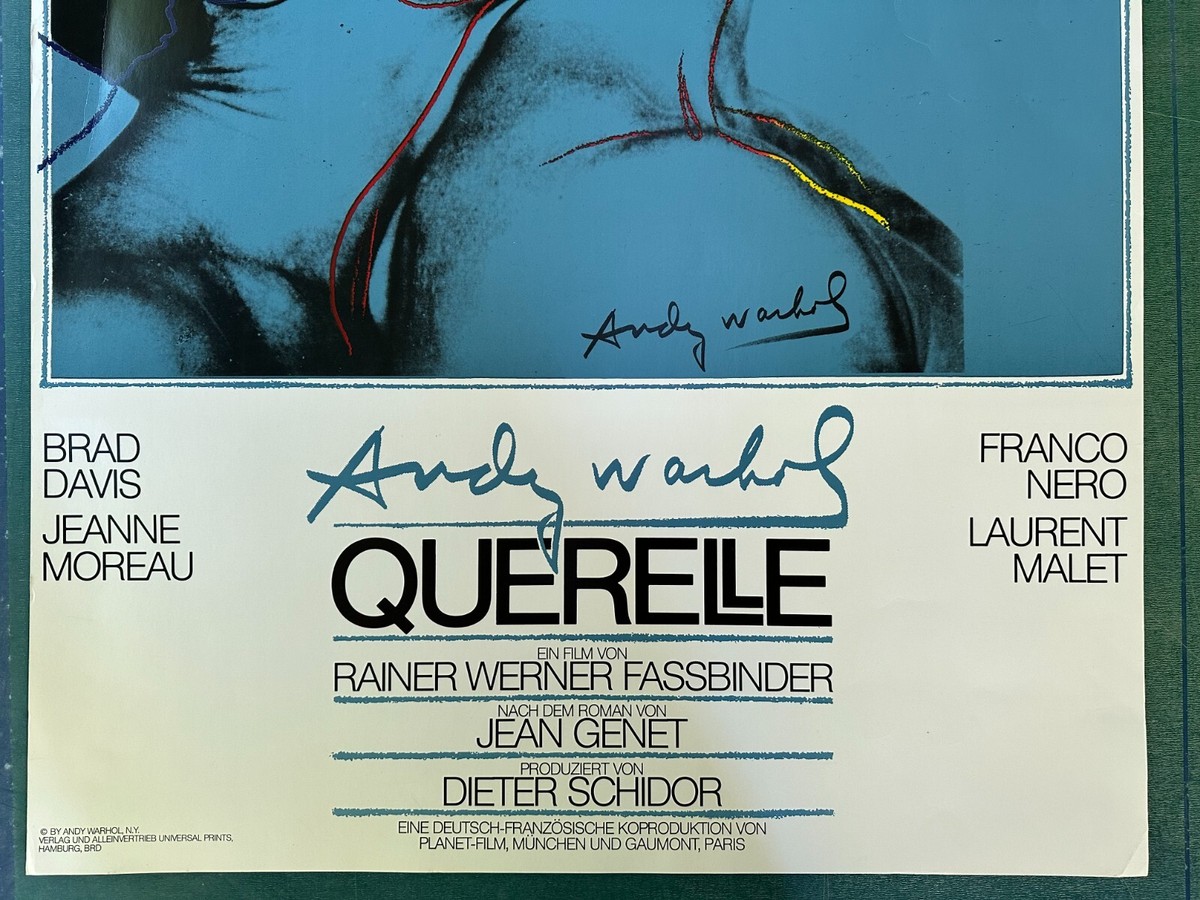 Andy Warhol
BRAD
DAVIS
JEANNE
MOREAU
Andy Warhol
FRANCO
NERO
LAURENT
MALET
QUERELLE
EIN FILM VON
RAINER WERNER FASSBINDER
NACH DEM ROMAN VON
JEAN GENET
PRODUZIERT VON
DIETER SCHIDOR
EINE DEUTSCH-FRANZÖSISCHE KOPRODUKTION VON
PLANET-FILM, MÜNCHEN UND GAUMONT, PARIS
© BY ANDY WARHOL, N.Y.
VERLAG UND ALLEINVERTRIEB UNIVERSAL PRINTS,
HAMBURG, BRD